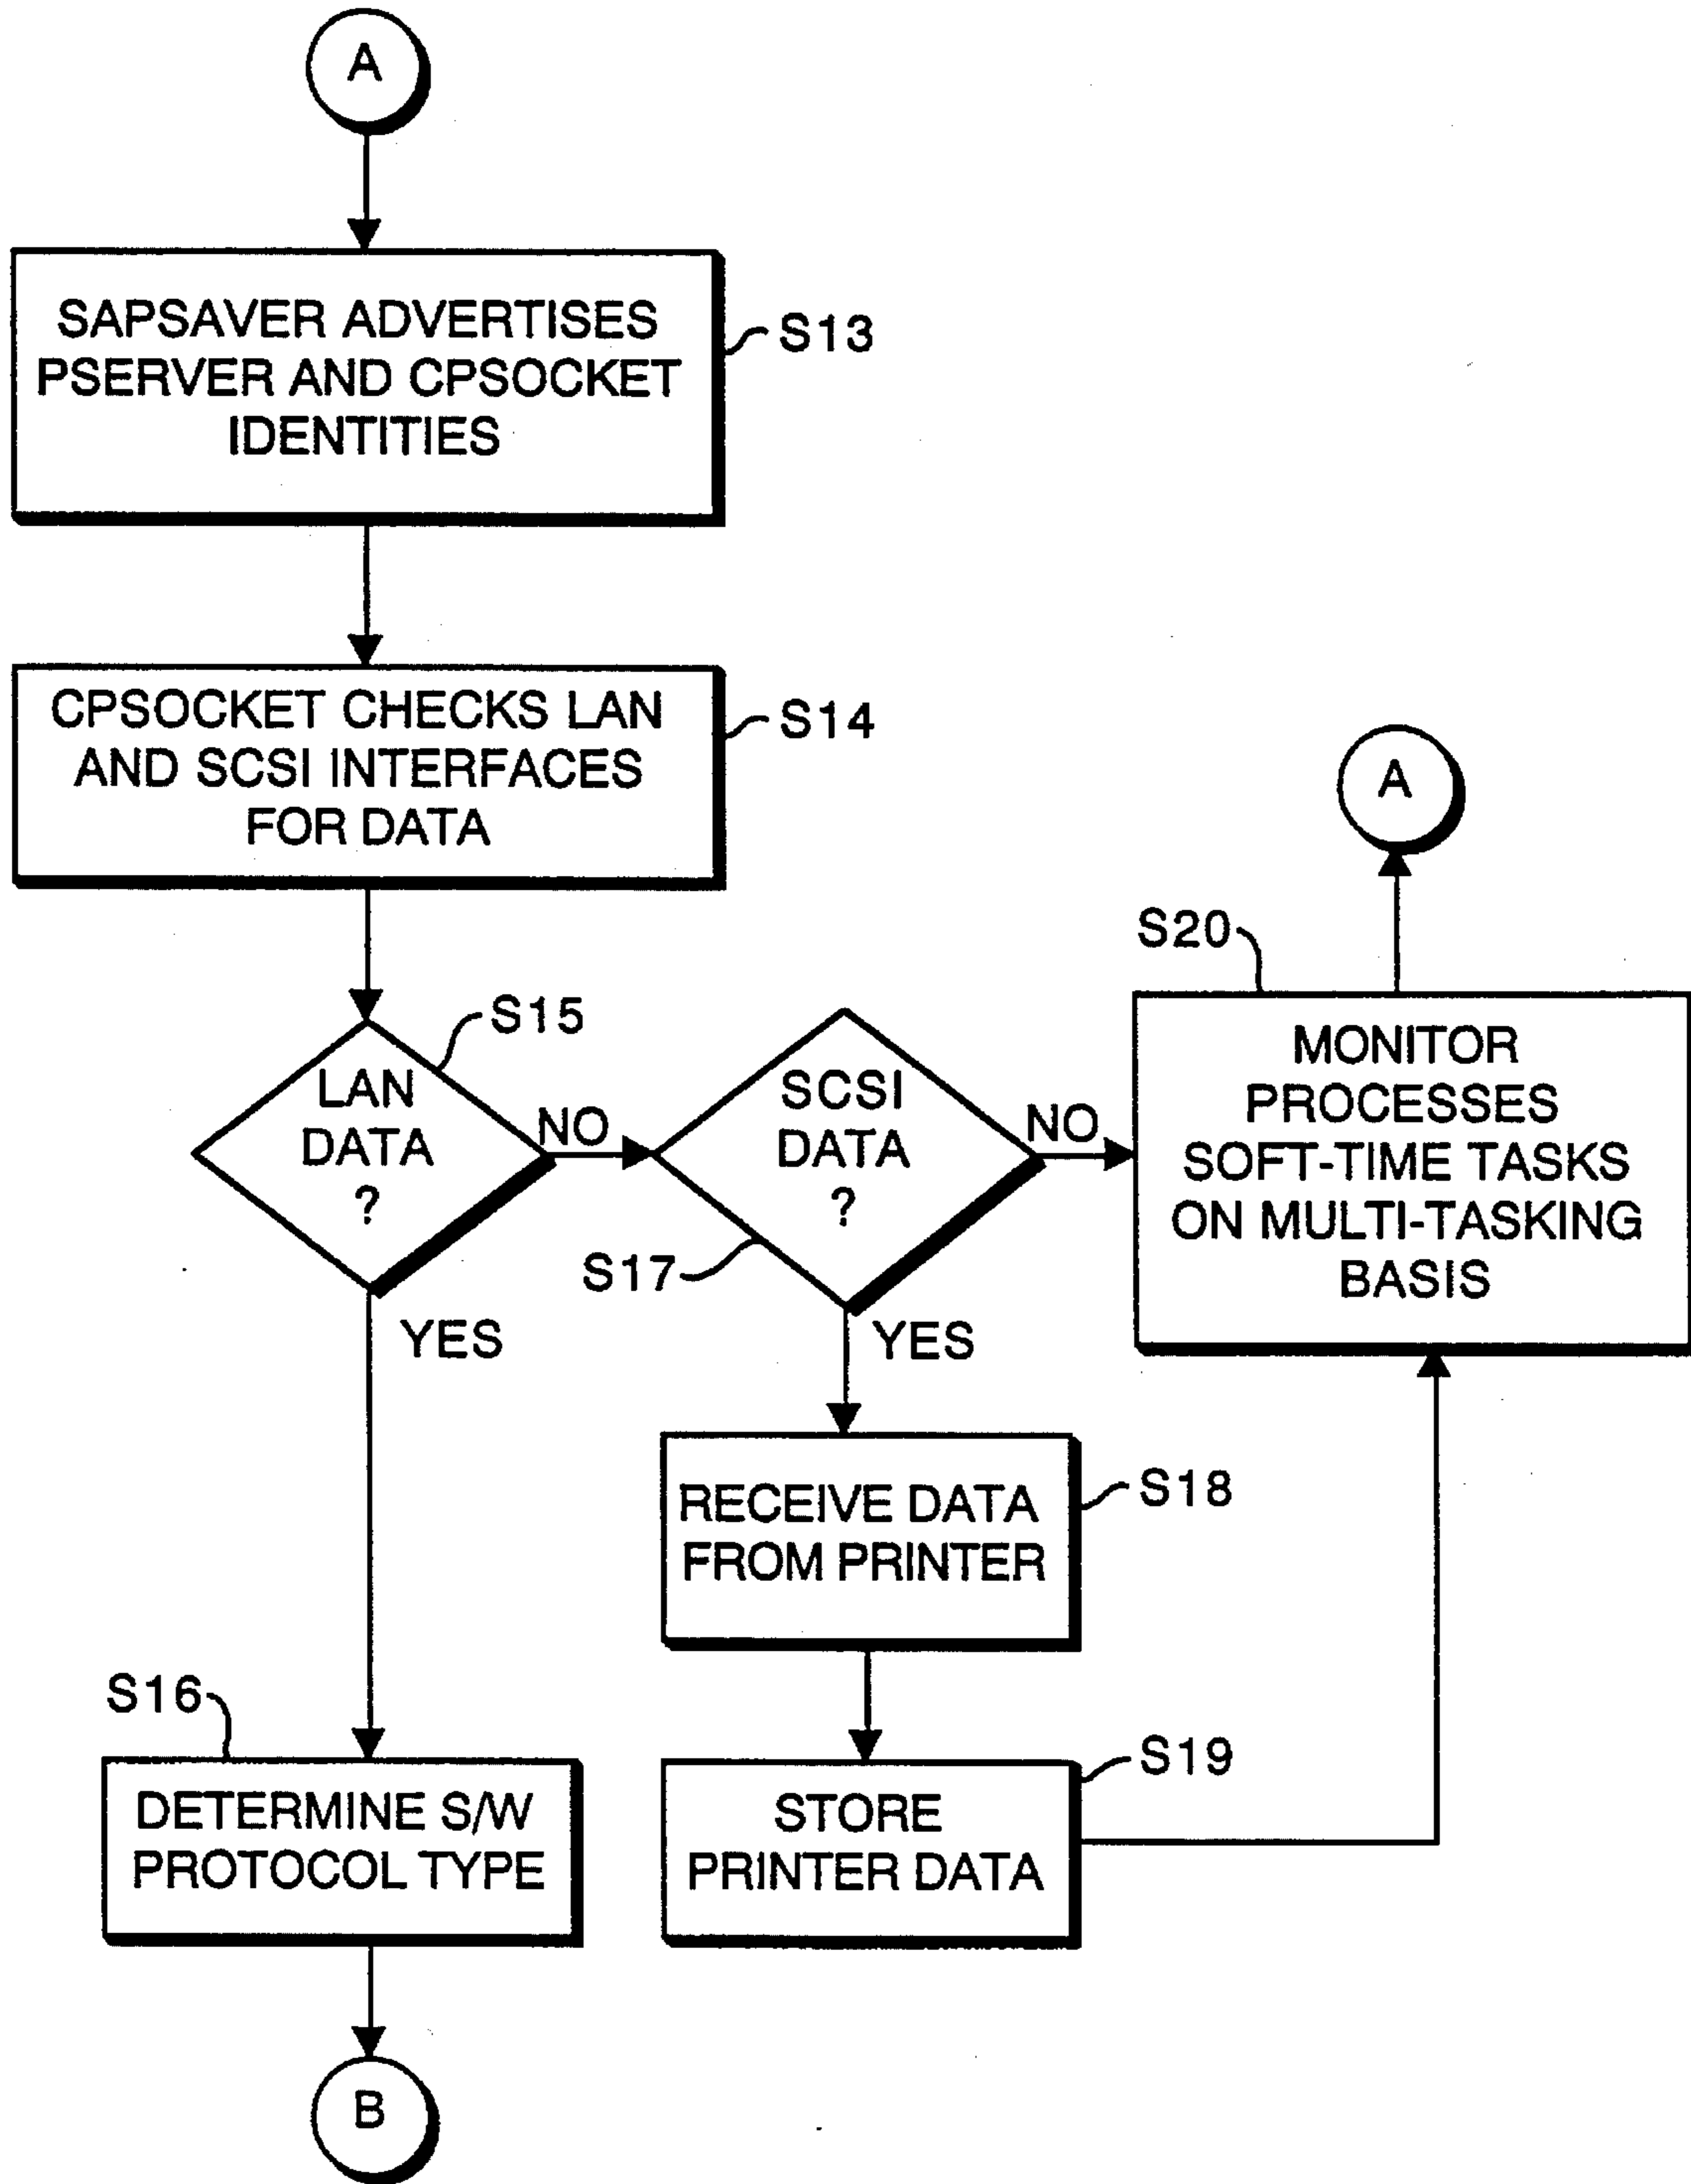 A
SAPSAVER ADVERTISES
PSERVER AND CPSOCKET
IDENTITIES
S13
CPSOCKET CHECKS LAN
AND SCSI INTERFACES
FOR DATA
S14
A
S20
S15
LAN
DATA
?
NO
SCSI
DATA
?
NO
MONITOR
PROCESSES
SOFT-TIME TASKS
ON MULTI-TASKING
BASIS
S17
YES
YES
RECEIVE DATA
FROM PRINTER
S18
S16
DETERMINE S/W
PROTOCOL TYPE
STORE
PRINTER DATA
S19
B